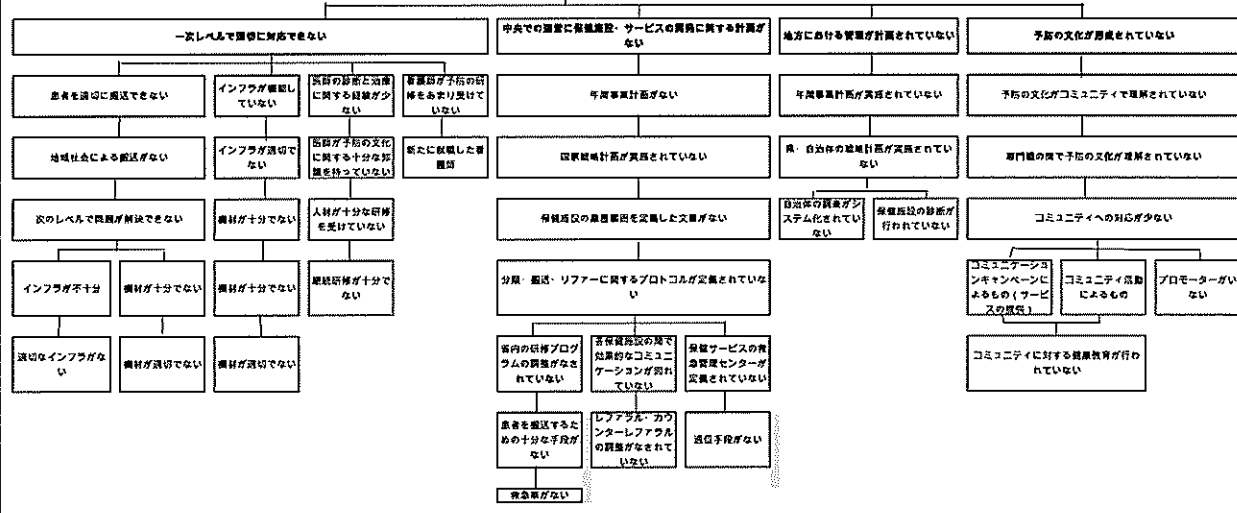 一次レベルで適切に対応できない
中央での運営に保健施設・サービスの開発に関する計画が
ない
地方における管理が計画されていない
予防の文化が形成されていない
患者を適切に搬送できない
インフラが機能し
ていない
医師の診断と治療
に関する経験が少
ない
看護師が予防の研
修をあまり受けて
いない
年間事業計画がない
年間事業計画が実施されていない
予防の文化がコミュニティで理解されていない
地域社会による搬送がない
インフラが適切で
ない
医師が予防の文化
に関する十分な知
識を持っていない
新たに就職した看
護師
国家戦略計画が実施されていない
県・自治体の戦略計画が実施されてい
ない
専門職の間で予防の文化が理解されていない
次のレベルで問題が解決できない
機材が十分でない
人材が十分な研修
を受けていない
保健施設の業務範囲を定義した文書がない
自治体の調査がシ
ステム化されてい
ない
保健施設の診断が
行われていない
コミュニティへの対応が少ない
インフラが不十分
機材が十分でない
機材が十分でない
継続研修が十分で
ない
分類・搬送・リファーに関するプロトコルが定義されていな
い
コミュニケーショ
ンキャンペーンに
よるもの(サービ
スの提供)
コミュニティ活動
によるもの
プロモーターがい
ない
適切なインフラがな
い
機材が適切でない
機材が適切でない
省内の研修プログ
ラムの調整がなさ
れていない
各保健施設の間で
効果的なコミュニ
ケーションが図れ
ていない
保健サービスの救
急管理センターが
定義されていない
コミュニティに対する健康教育が行わ
れていない
患者を搬送するた
めの十分な手段が
ない
レファラル・カウ
ンターレファラル
の調整がなされて
いない
通信手段がない
救急車がない